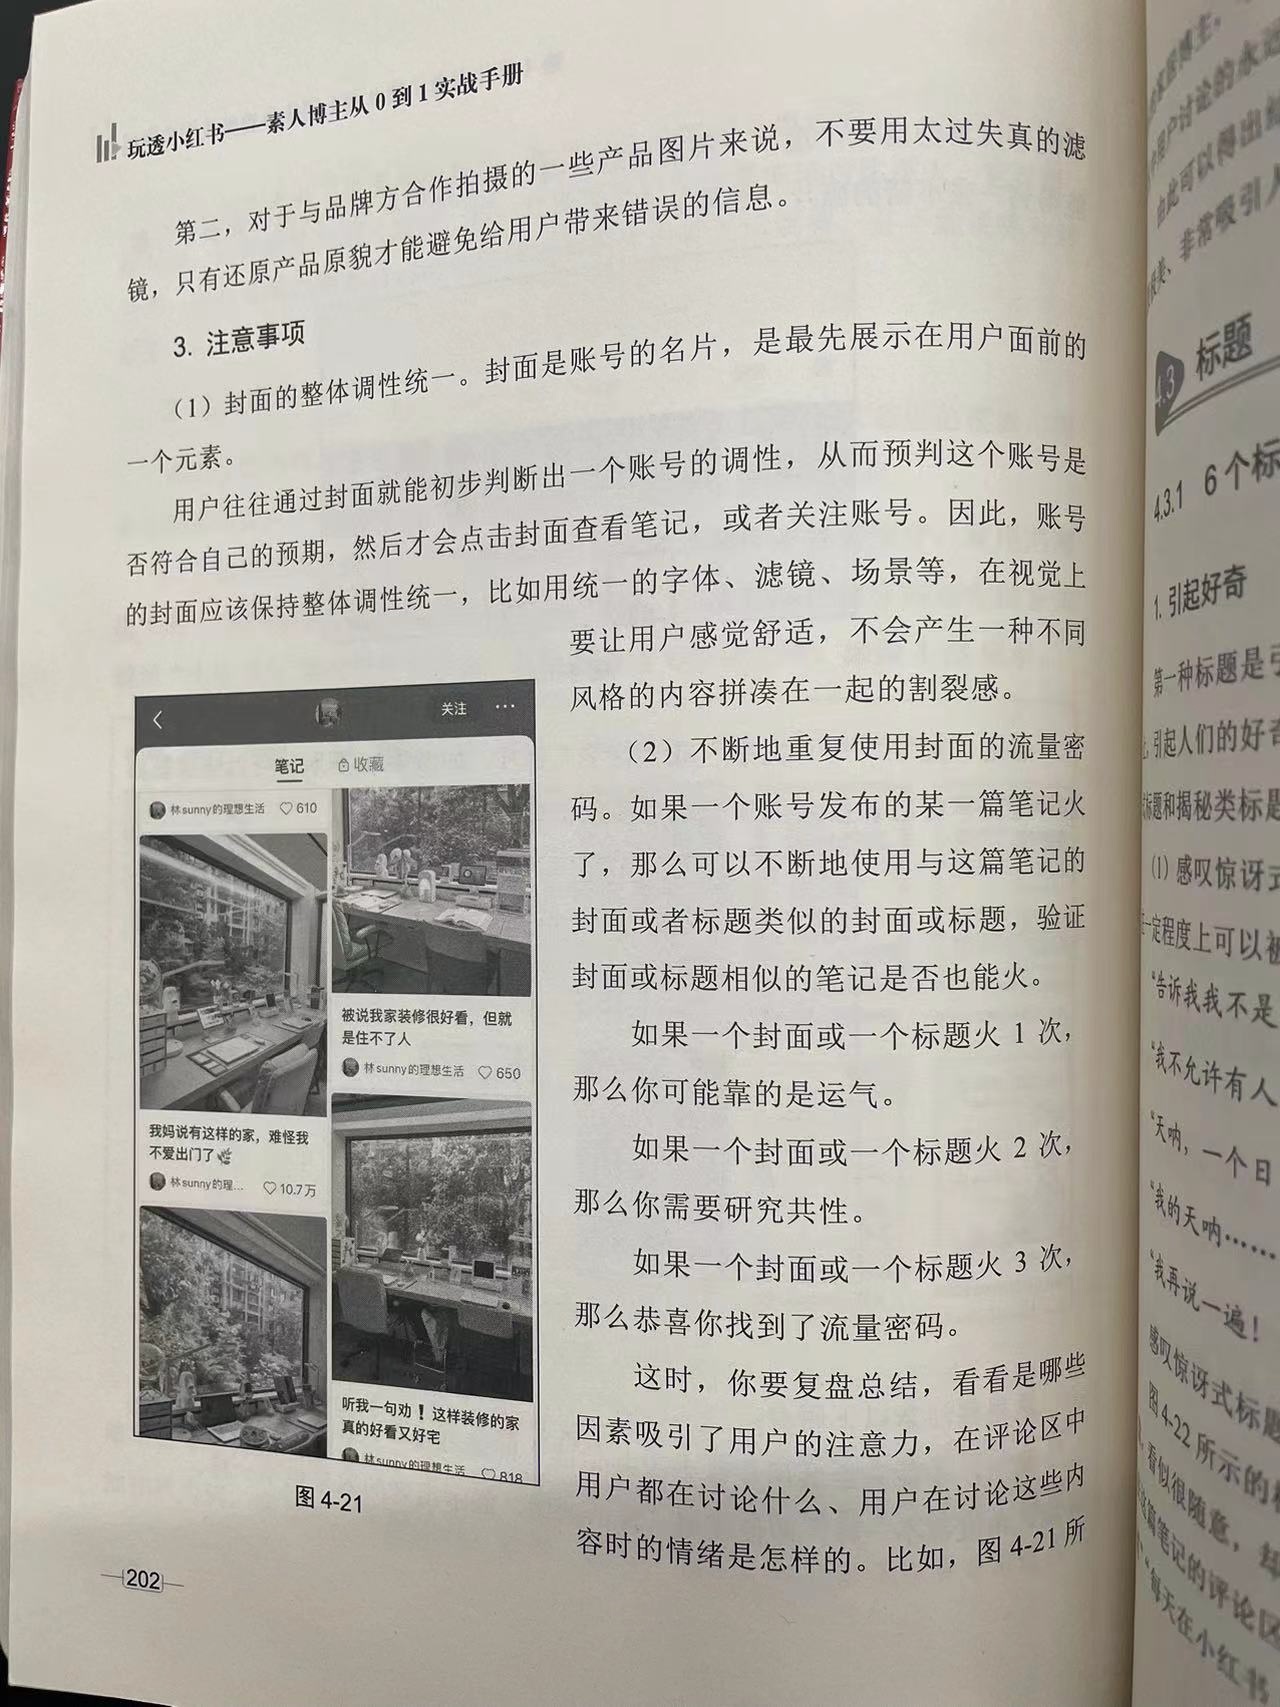 玩透小红书——素人博主从0到1实战手册
第二，对于与品牌方合作拍摄的一些产品图片来说，不要用太过失真的滤
镜，只有还原产品原貌才能避免给用户带来错误的信息。
3. 注意事项
（1）封面的整体调性统一。封面是账号的名片，是最先展示在用户面前的
一个元素。
用户往往通过封面就能初步判断出一个账号的调性，从而预判这个账号是
否符合自己的预期，然后才会点击封面查看笔记，或者关注账号。因此，账号
的封面应该保持整体调性统一，比如用统一的字体、滤镜、场景等，在视觉上
要让用户感觉舒适，不会产生一种不同
风格的内容拼凑在一起的割裂感。
（2）不断地重复使用封面的流量密
码。如果一个账号发布的某一篇笔记火
了，那么可以不断地使用与这篇笔记的
封面或者标题类似的封面或标题，验证
封面或标题相似的笔记是否也能火。
如果一个封面或一个标题火 1 次，
那么你可能靠的是运气。
如果一个封面或一个标题火 2 次，
那么你需要研究共性。
如果一个封面或一个标题火 3 次，
那么恭喜你找到了流量密码。
这时，你要复盘总结，看看是哪些
因素吸引了用户的注意力，在评论区中
用户都在讨论什么、用户在讨论这些内
容时的情绪是怎样的。比如，图 4-21 所
关注
笔记 收藏
林sunny的理想生活 610
我妈说有这样的家，难怪我
不爱出门了
林sunny的理... 10.7万
被说我家装修很好看，但就
是住不了人
林sunny的理想生活 650
听我一句劝！这样装修的家
真的好看又好宅
林sunny的理想生活 818
图 4-21
202
用户讨论的永远
由此可以得出
非常吸引人
4.3 标题
4.3.1 6个标
1. 引起好奇
第一种标题是引
引起人们的好奇
标题和揭秘类标题
（1）感叹惊讶式
一定程度上可以被
“告诉我我不是
“我不允许有人
“天呐，一个日
“我的天呐……
“我再说一遍！
感叹惊讶式标题
图 4-22 所示的
看似很随意，却
这篇笔记的评论区
“每天在小红书